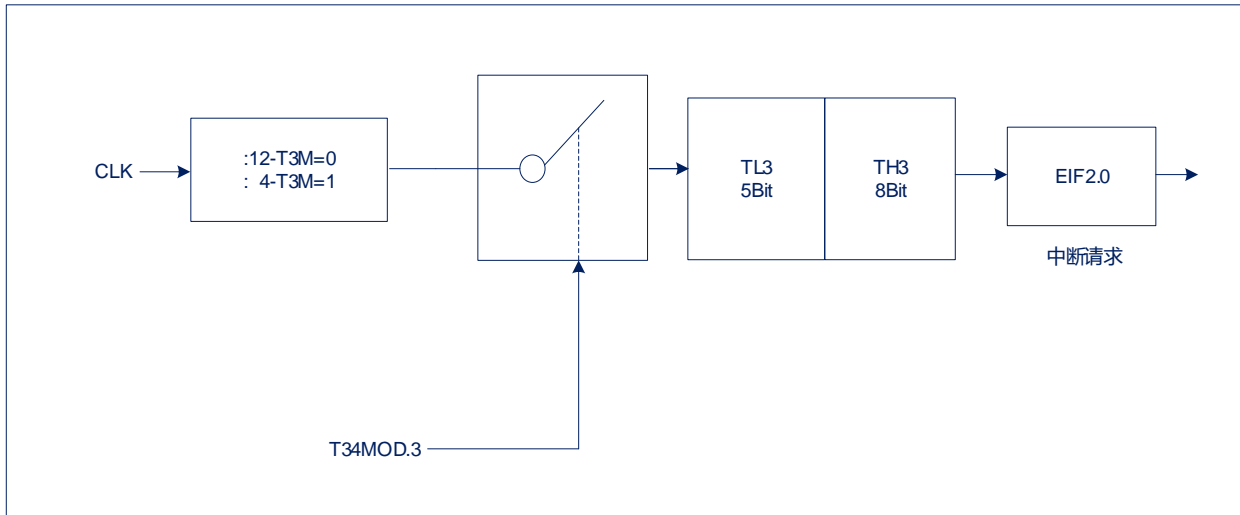 CLK
:12-T3M=0
: 4-T3M=1
TL3
5Bit
TH3
8Bit
EIF2.0
中断请求
T34MOD.3